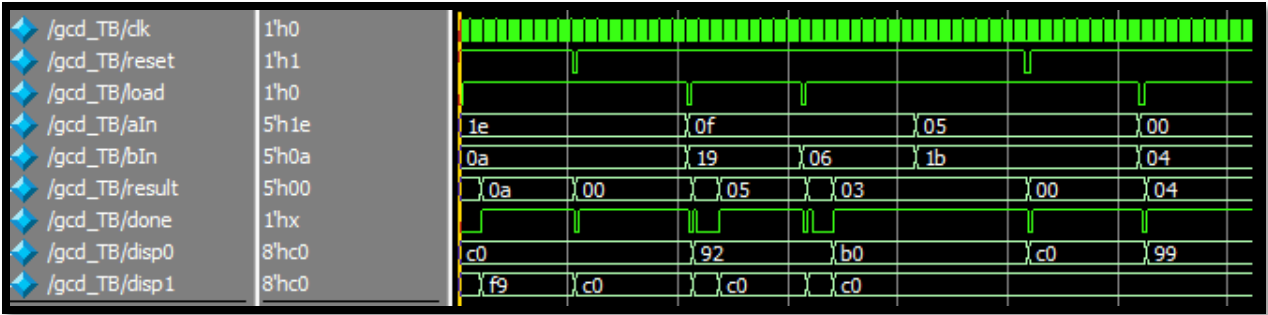 /gcd_TB/clk 1'h0
/gcd_TB/reset 1'h1
/gcd_TB/load 1'h0
/gcd_TB/aIn 5'h1e 1e 0f 05 00
/gcd_TB/bIn 5'h0a 0a 19 06 1b 04
/gcd_TB/result 5'h00 0a 00 05 03 00 04
/gcd_TB/done 1'hx
/gcd_TB/disp0 8'hc0 c0 92 b0 c0 99
/gcd_TB/disp1 8'hc0 f9 c0 c0 c0